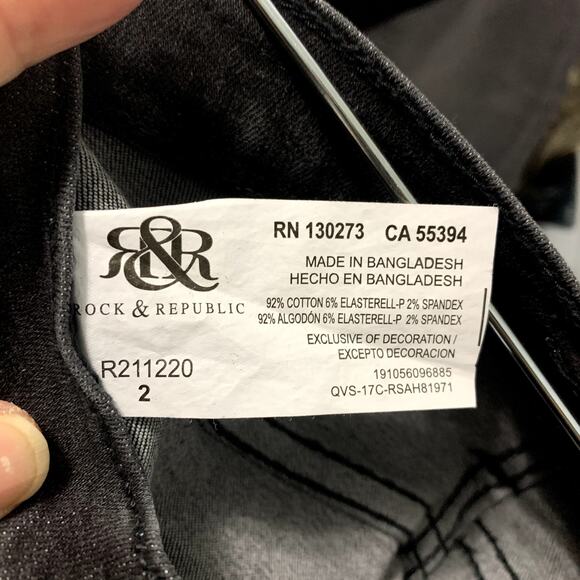 R&R
ROCK & REPUBLIC
R211220
2
RN 130273 CA 55394
MADE IN BANGLADESH
HECHO EN BANGLADESH
92% COTTON 6% ELASTERELL-P 2% SPANDEX
92% ALGODÓN 6% ELASTERELL-P 2% SPANDEX
EXCLUSIVE OF DECORATION /
EXCEPTO DECORACION
191056096885
QVS-17C-RSAH81971